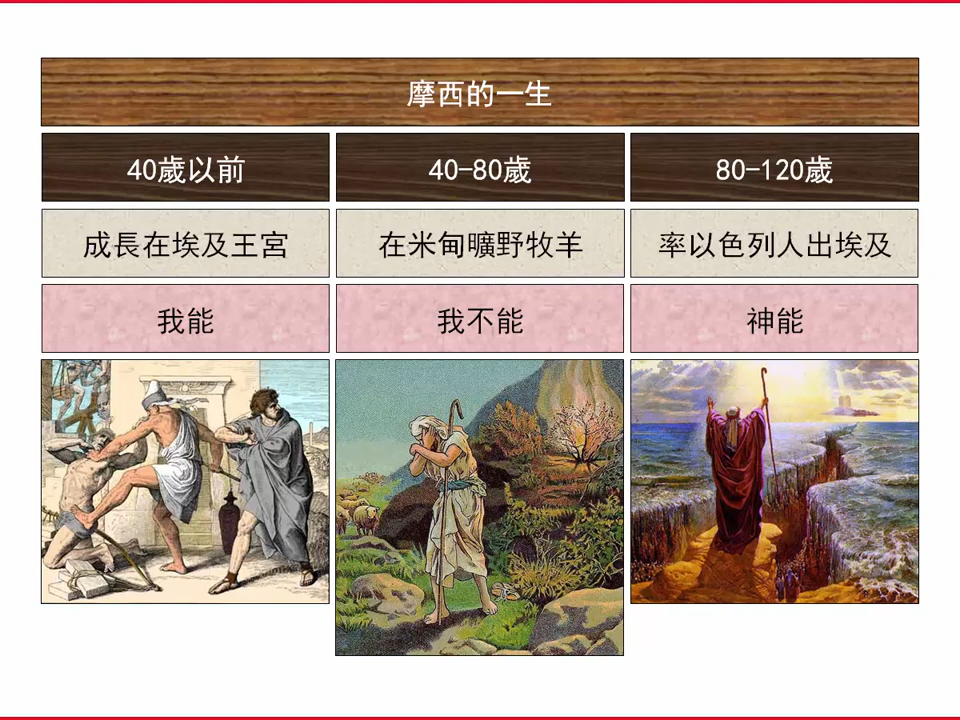 摩西的一生
40歲以前
40-80歲
80-120歲
成長在埃及王宮
在米甸曠野牧羊
率以色列人出埃及
我能
我不能
神能